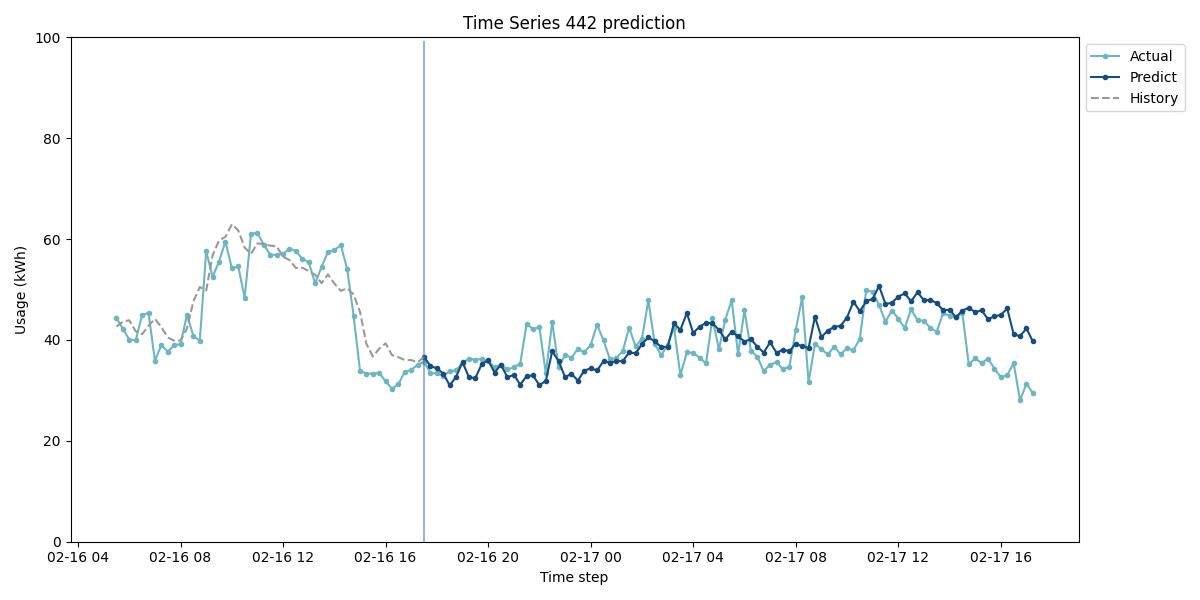 Time Series 442 prediction
100
80
60
40
20
0
Usage (kWh)
02-16 04
02-16 08
02-16 12
02-16 16
02-16 20
02-17 00
02-17 04
02-17 08
02-17 12
02-17 16
Time step
Actual
Predict
History